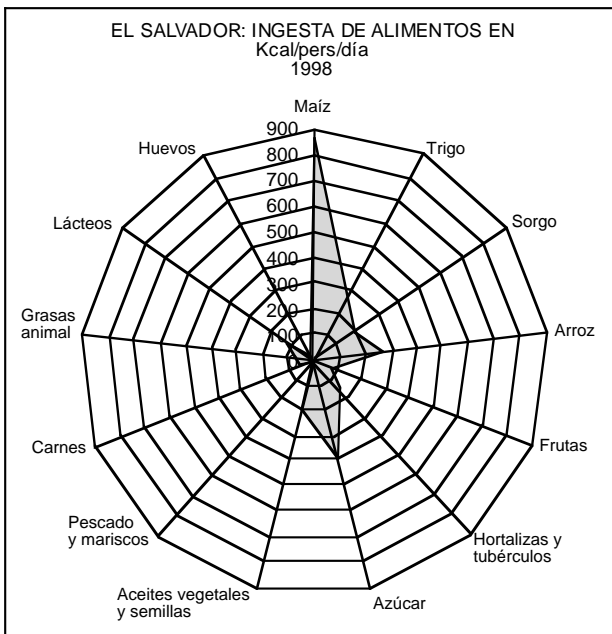 EL SALVADOR: INGESTA DE ALIMENTOS EN
Kcal/pers/día
1998
Maíz
900
800
700
600
500
400
300
200
100
0
Trigo
Sorgo
Arroz
Frutas
Hortalizas y
tubérculos
Azúcar
Aceites vegetales
y semillas
Pescado
y mariscos
Carnes
Grasas
animal
Lácteos
Huevos